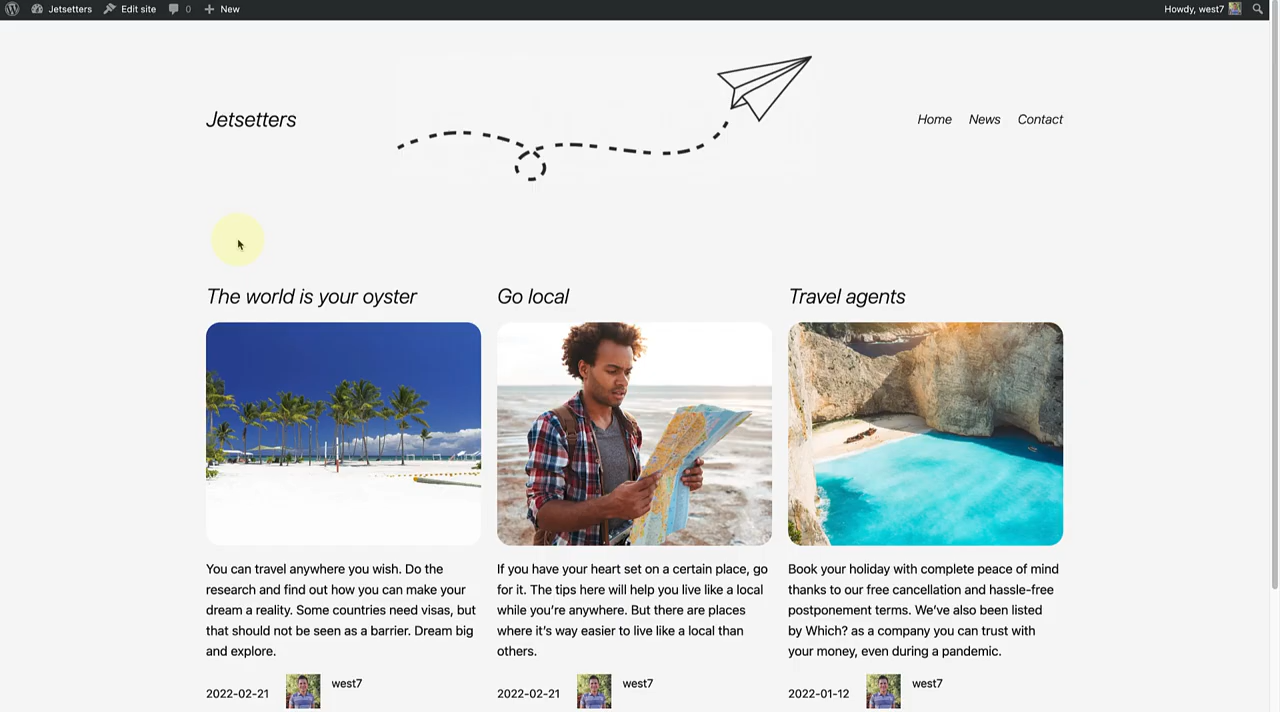 Jetsetters
Edit site
0
New
Howdy, west7
Jetsetters
Home
News
Contact
The world is your oyster
You can travel anywhere you wish. Do the
research and find out how you can make your
dream a reality. Some countries need visas, but
that should not be seen as a barrier. Dream big
and explore.
2022-02-21
west7
Go local
If you have your heart set on a certain place, go
for it. The tips here will help you live like a local
while you’re anywhere. But there are places
where it’s way easier to live like a local than
others.
2022-02-21
west7
Travel agents
Book your holiday with complete peace of mind
thanks to our free cancellation and hassle-free
postponement terms. We’ve also been listed
by Which? as a company you can trust with
your money, even during a pandemic.
2022-01-12
west7